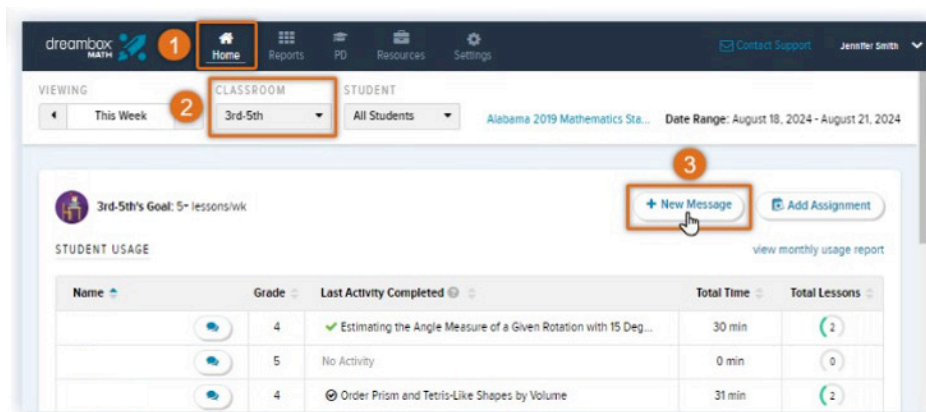 dreambox
MATH
1
Home
Reports
PD
Resources
Settings
Contact Support
Jennifer Smith
VIEWING
CLASSROOM
STUDENT
This Week
2
3rd-5th
All Students
Alabama 2019 Mathematics Sta...
Date Range: August 18, 2024 - August 21, 2024
3
3rd-5th's Goal: 5+ lessons/wk
+ New Message
Add Assignment
STUDENT USAGE
view monthly usage report
Name Grade Last Activity Completed Total Time Total Lessons
4 Estimating the Angle Measure of a Given Rotation with 15 Deg... 30 min 2
5 No Activity 0 min 0
4 Order Prism and Tetris-Like Shapes by Volume 31 min 2